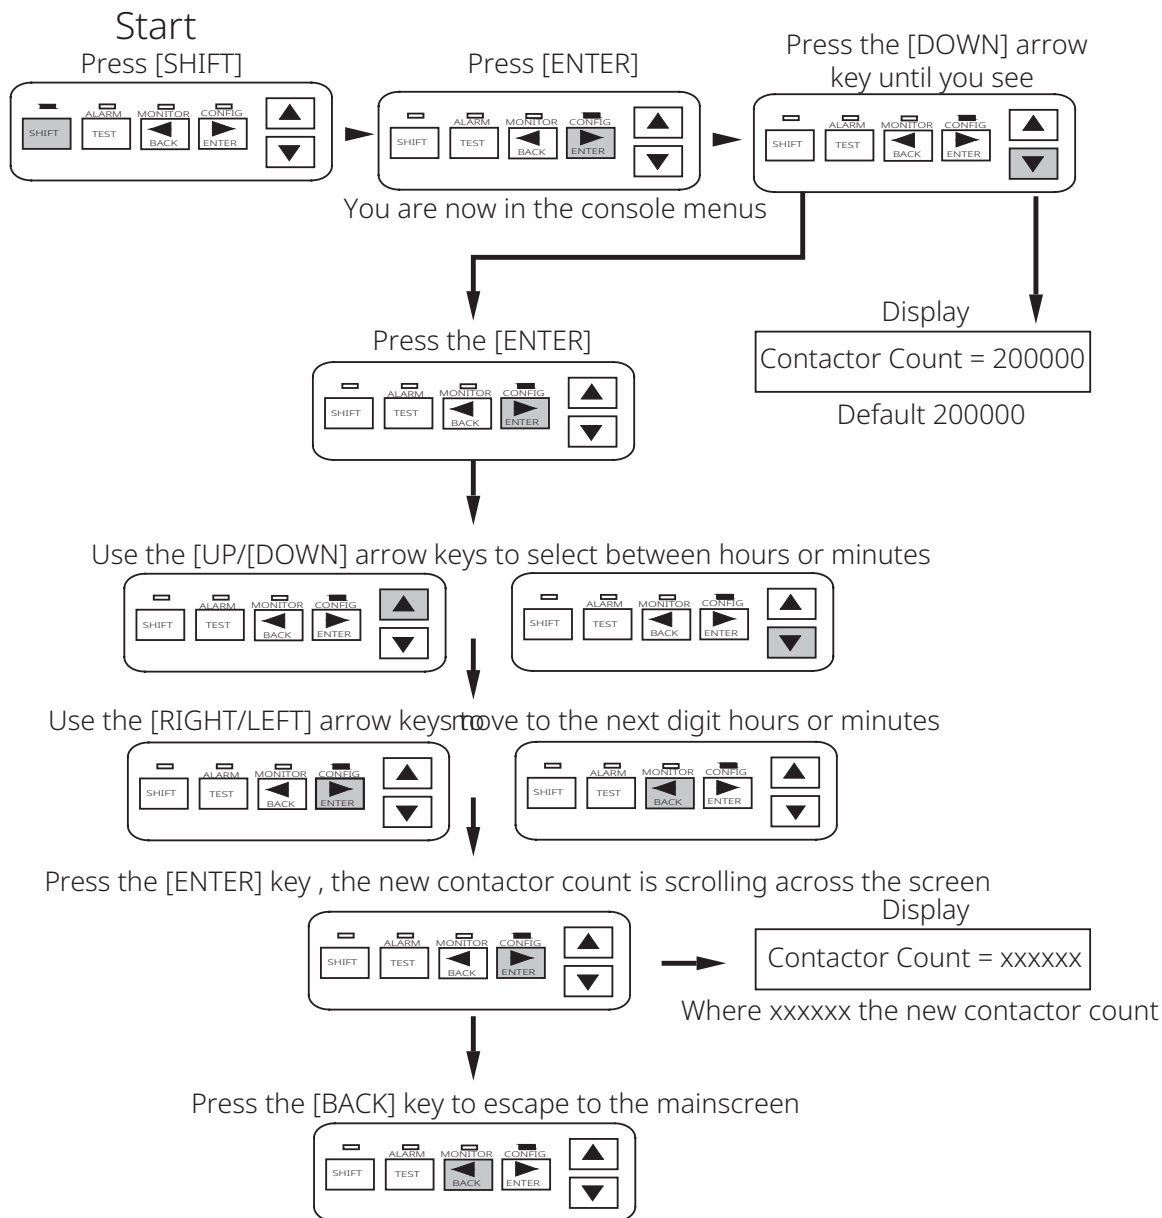 Start
Press [SHIFT]
Press [ENTER]
Press the [DOWN] arrow
key until you see
SHIFT
ALARM
TEST
MONITOR
BACK
CONFIG
ENTER
SHIFT
ALARM
TEST
MONITOR
BACK
CONFIG
ENTER
SHIFT
ALARM
TEST
MONITOR
BACK
CONFIG
ENTER
You are now in the console menus
Display
Contactor Count = 200000
Default 200000
Press the [ENTER]
SHIFT
ALARM
TEST
MONITOR
BACK
CONFIG
ENTER
Use the [UP/[DOWN] arrow keys to select between hours or minutes
SHIFT
ALARM
TEST
MONITOR
BACK
CONFIG
ENTER
SHIFT
ALARM
TEST
MONITOR
BACK
CONFIG
ENTER
Use the [RIGHT/LEFT] arrow keys to move to the next digit hours or minutes
SHIFT
ALARM
TEST
MONITOR
BACK
CONFIG
ENTER
SHIFT
ALARM
TEST
MONITOR
BACK
CONFIG
ENTER
Press the [ENTER] key , the new contactor count is scrolling across the screen
SHIFT
ALARM
TEST
MONITOR
BACK
CONFIG
ENTER
Display
Contactor Count = xxxxxx
Where xxxxxx the new contactor count
Press the [BACK] key to escape to the mainscreen
SHIFT
ALARM
TEST
MONITOR
BACK
CONFIG
ENTER